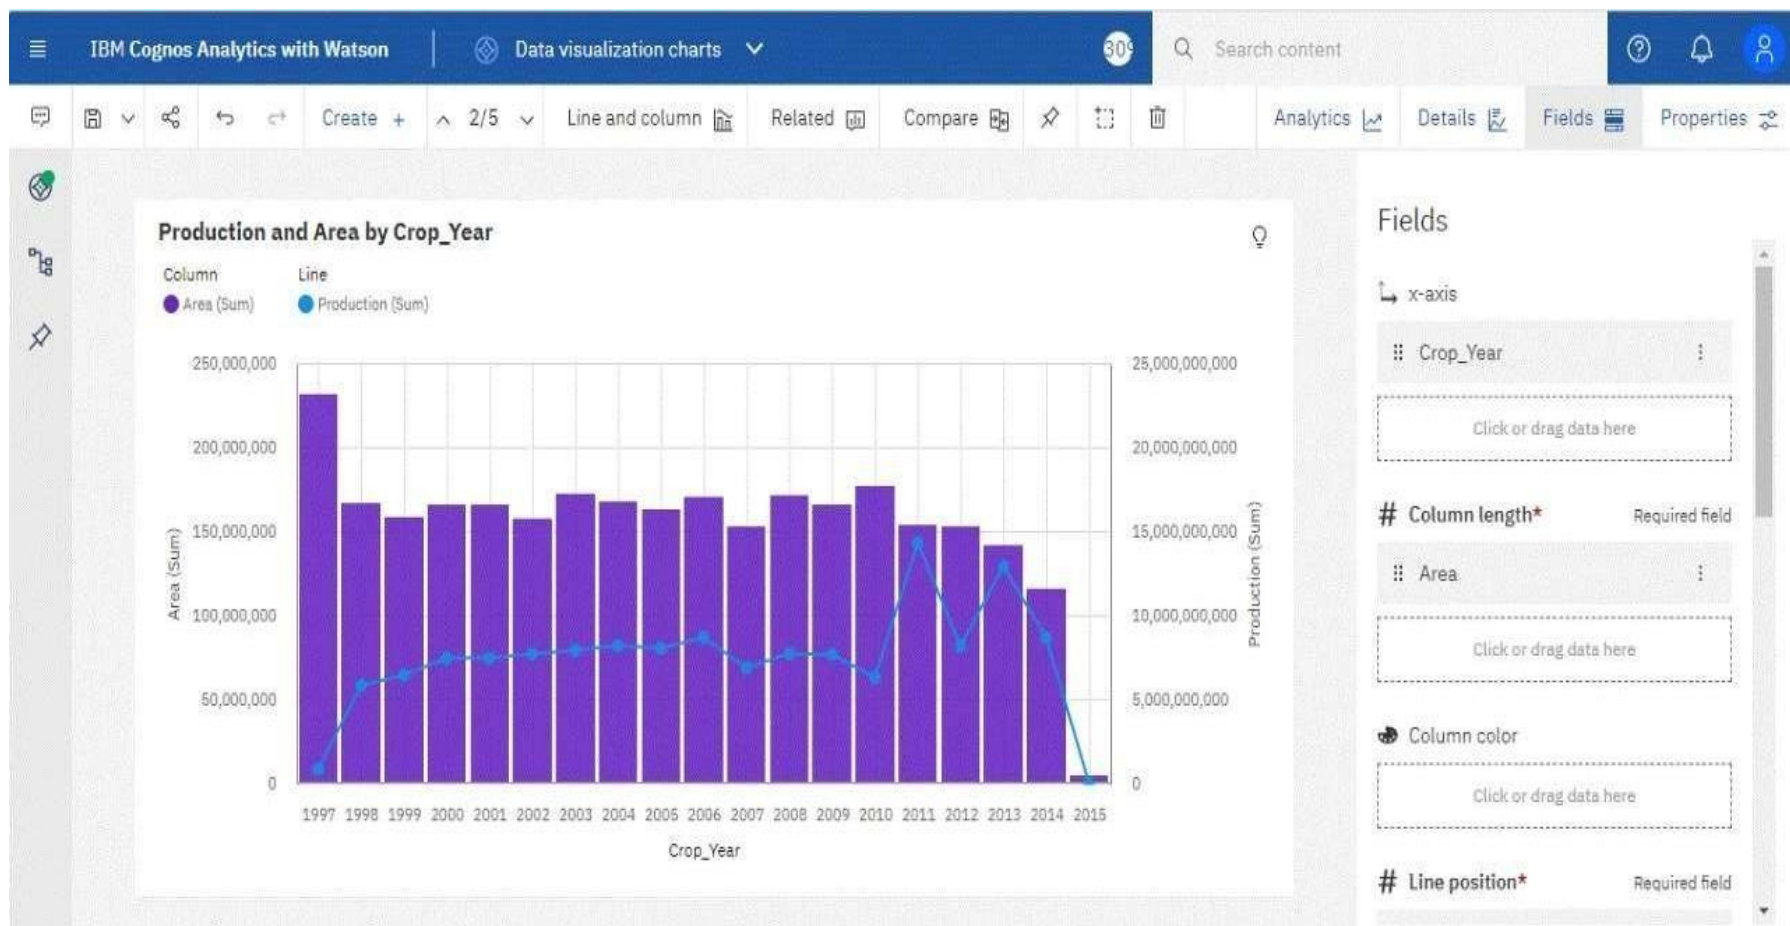 IBM Cognos Analytics with Watson
Data visualization charts
Search content
Create +
2/5
Line and column
Related
Compare
Analytics
Details
Fields
Properties
Production and Area by Crop_Year
Column
Line
Area (Sum)
Production (Sum)
250,000,000
200,000,000
150,000,000
100,000,000
50,000,000
0
Area (Sum)
25,000,000,000
20,000,000,000
15,000,000,000
10,000,000,000
5,000,000,000
0
Production (Sum)
1997 1998 1999 2000 2001 2002 2003 2004 2005 2006 2007 2008 2009 2010 2011 2012 2013 2014 2015
Crop_Year
Fields
x-axis
Crop_Year
Click or drag data here
# Column length* Required field
Area
Click or drag data here
Column color
Click or drag data here
# Line position* Required field